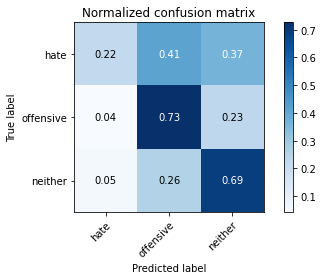 Normalized confusion matrix
True label
hate
offensive
neither
0.22 0.41 0.37
0.04 0.73 0.23
0.05 0.26 0.69
hate
offensive
neither
Predicted label
0.7
0.6
0.5
0.4
0.3
0.2
0.1